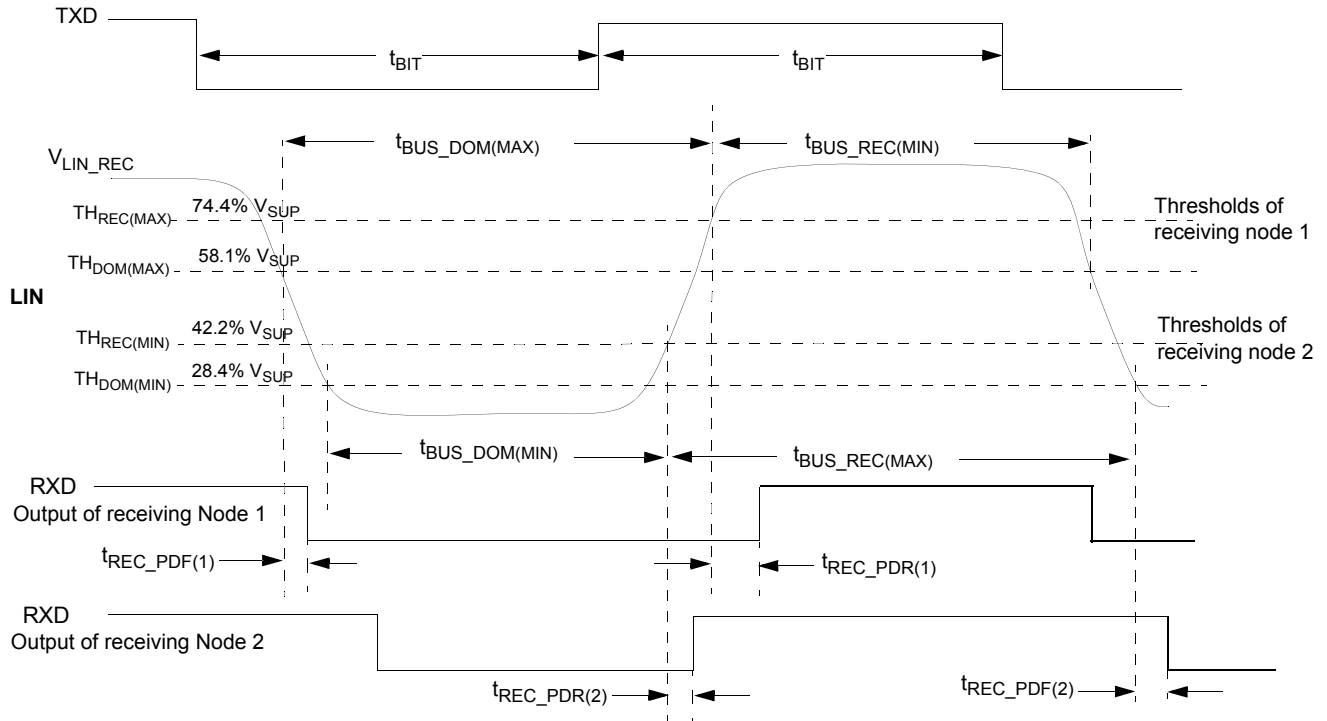 TXD
tBIT
tBIT
tBUS_DOM(MAX)
tBUS_REC(MIN)
VLIN_REC
THREC(MAX) 74.4% VSUP
Thresholds of
receiving node 1
THDOM(MAX) 58.1% VSUP
LIN
THREC(MIN) 42.2% VSUP
Thresholds of
receiving node 2
THDOM(MIN) 28.4% VSUP
tBUS_DOM(MIN)
tBUS_REC(MAX)
RXD
Output of receiving Node 1
tREC_PDF(1)
tREC_PDR(1)
RXD
Output of receiving Node 2
tREC_PDR(2)
tREC_PDF(2)